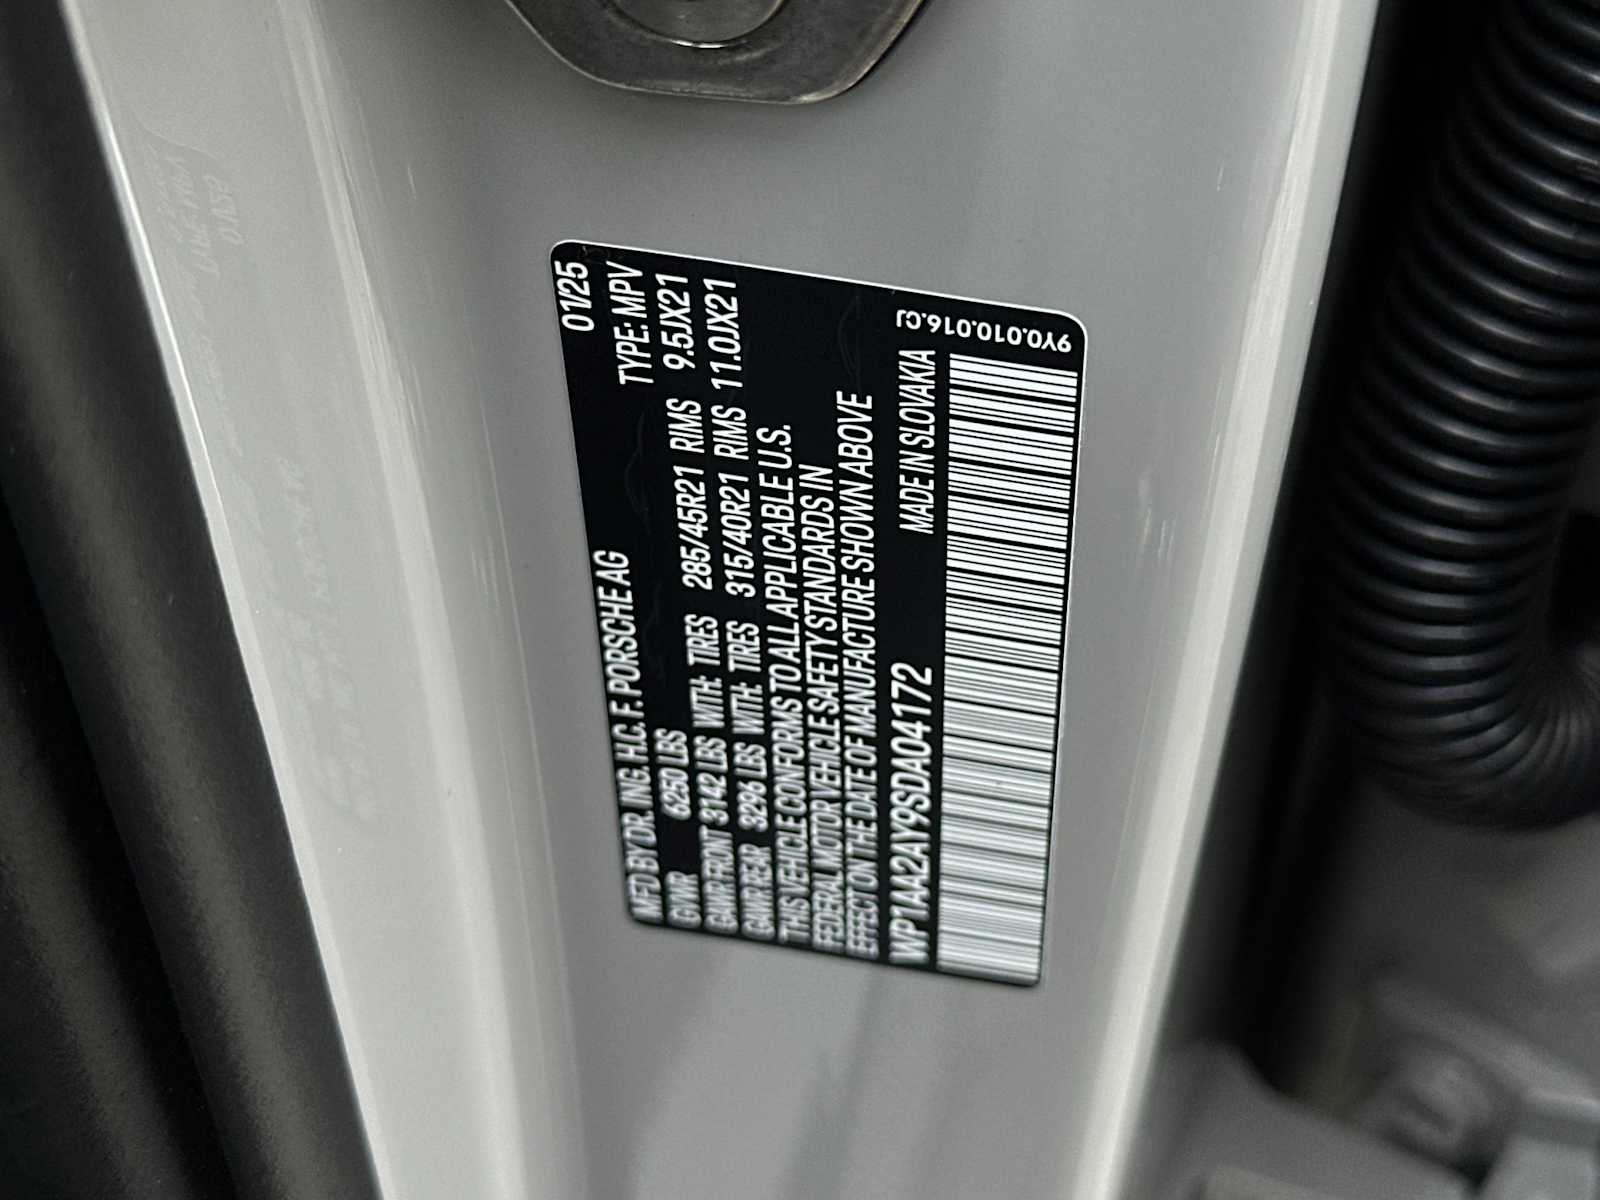 MFD BY DR. ING. H.C. F. PORSCHE AG 01/25
GVWR 6250 LBS TYPE: MPV
GAWR FRONT 3142 LBS WITH: TIRES 285/45R21 RIMS 9.5JX21
GAWR REAR 3296 LBS WITH: TIRES 315/40R21 RIMS 11.0JX21
THIS VEHICLE CONFORMS TO ALL APPLICABLE U.S.
FEDERAL MOTOR VEHICLE SAFETY STANDARDS IN
EFFECT ON THE DATE OF MANUFACTURE SHOWN ABOVE
WP1AA2AY9SDA04172 MADE IN SLOVAKIA
9Y0.010.016.CJ